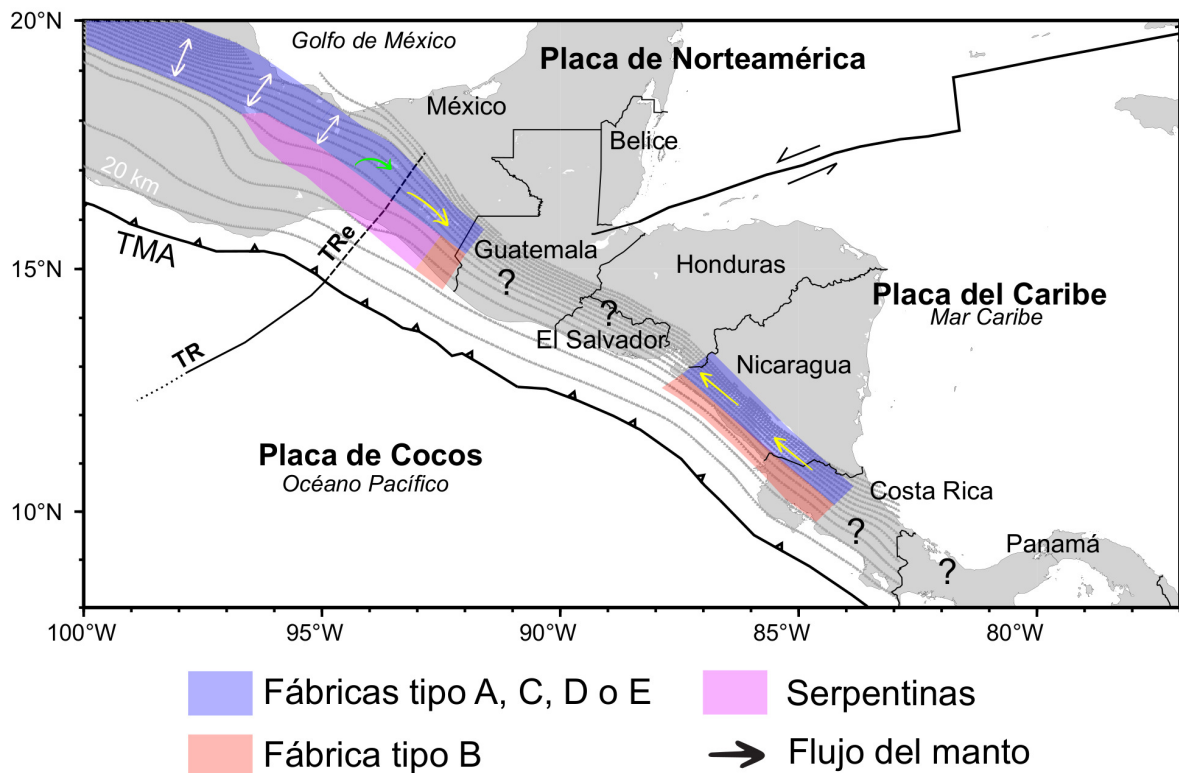 20°N
Golfo de México
Placa de Norteamérica
México
Belice
20 km
TMA
TRe
15°N
Guatemala
?
Honduras
?
El Salvador
Placa del Caribe
Mar Caribe
TR
Nicaragua
Placa de Cocos
Océano Pacífico
Costa Rica
10°N
?
Panamá
?
100°W
95°W
90°W
85°W
80°W
Fábricas tipo A, C, D o E
Serpentinas
Fábrica tipo B
Flujo del manto